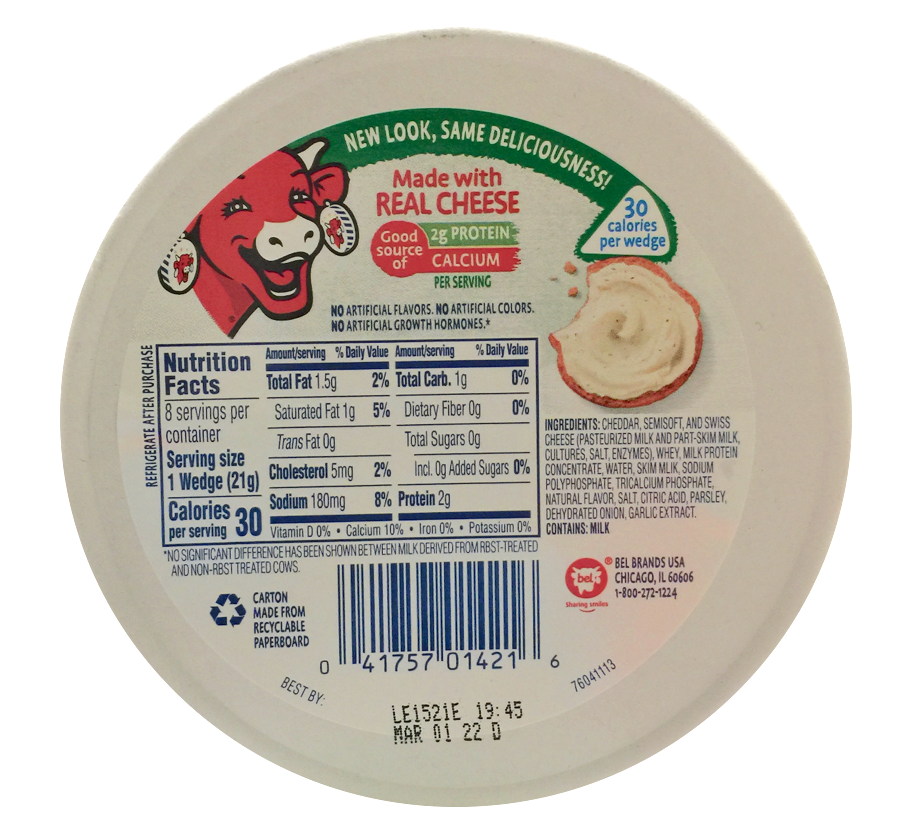 NEW LOOK, SAME DELICIOUSNESS!
Made with
REAL CHEESE
Good
source
of
2g PROTEIN
CALCIUM
PER SERVING
30
calories
per wedge
NO ARTIFICIAL FLAVORS. NO ARTIFICIAL COLORS.
NO ARTIFICIAL GROWTH HORMONES.*
REFRIGERATE AFTER PURCHASE
Nutrition
Facts
8 servings per
container
Serving size
1 Wedge (21g)
Calories
per serving 30
Amount/serving % Daily Value
Total Fat 1.5g 2%
Saturated Fat 1g 5%
Trans Fat 0g
Cholesterol 5mg 2%
Sodium 180mg 8%
Amount/serving % Daily Value
Total Carb. 1g 0%
Dietary Fiber 0g 0%
Total Sugars 0g
Incl. 0g Added Sugars 0%
Protein 2g
Vitamin D 0% • Calcium 10% • Iron 0% • Potassium 0%
INGREDIENTS: CHEDDAR, SEMISOFT, AND SWISS
CHEESE (PASTEURIZED MILK AND PART-SKIM MILK,
CULTURES, SALT, ENZYMES), WHEY, MILK PROTEIN
CONCENTRATE, WATER, SKIM MLIK, SODIUM
POLYPHOSPHATE, TRICALCIUM PHOSPHATE,
NATURAL FLAVOR, SALT, CITRIC ACID, PARSLEY,
DEHYDRATED ONION, GARLIC EXTRACT.
CONTAINS: MILK
*NO SIGNIFICANT DIFFERENCE HAS BEEN SHOWN BETWEEN MILK DERIVED FROM RBST-TREATED
AND NON-RBST TREATED COWS.
bel®
Sharing smiles
BEL BRANDS USA
CHICAGO, IL 60606
1-800-272-1224
CARTON
MADE FROM
RECYCLABLE
PAPERBOARD
0 41757 01421 6
76041113
BEST BY:
LE1521E 19:45
MAR 01 22 D